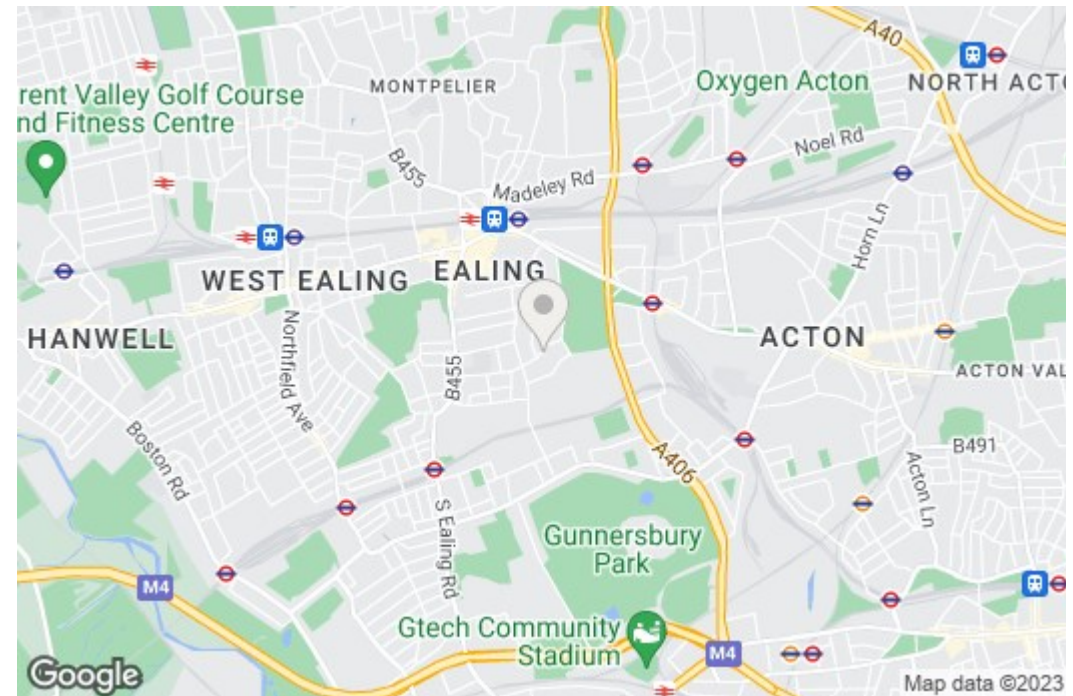 A40
MONTPELIER
Oxygen Acton
NORTH ACTO
rent Valley Golf Course
nd Fitness Centre
B455
Noel Rd
Madeley Rd
Horn Ln
WEST EALING
EALING
HANWELL
Northfield Ave
B455
ACTON
ACTON VAL
Boston Rd
A406
B491
Acton Ln
S Ealing Rd
Gunnersbury
Park
M4
Gtech Community
Stadium
M4
Google
Map data ©2023